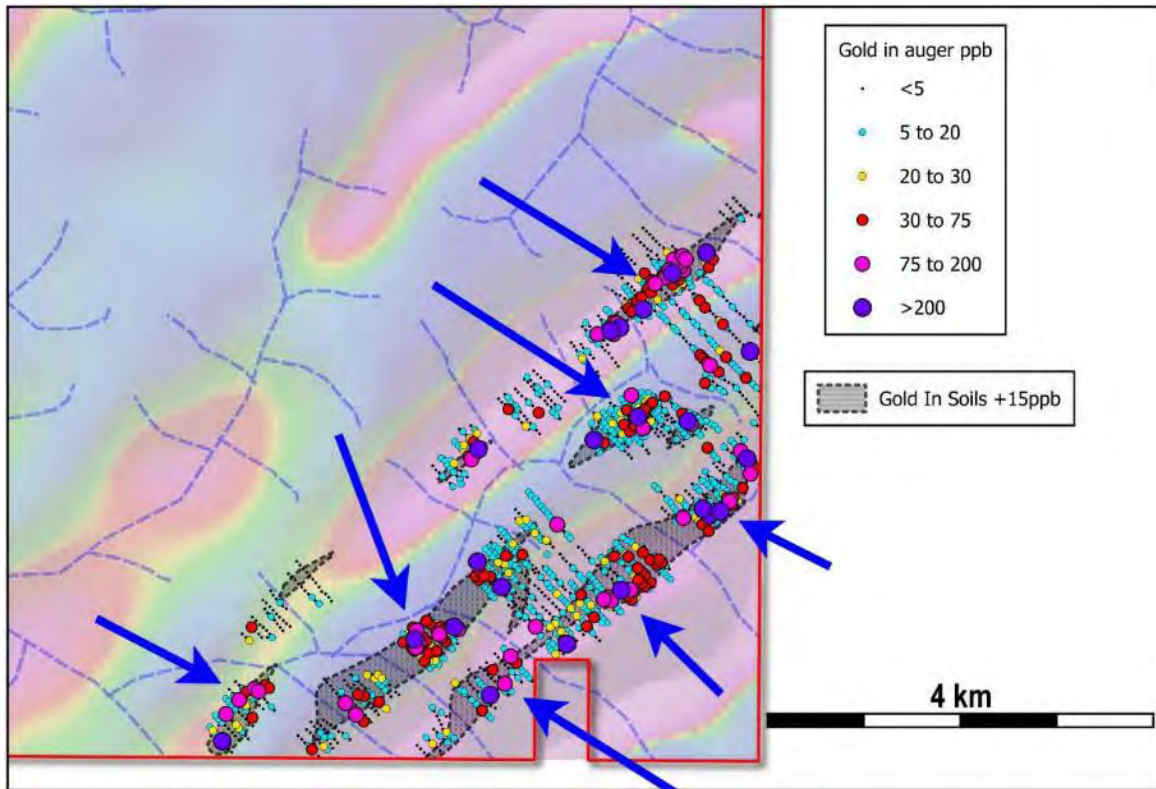 Gold in auger ppb
<5
5 to 20
20 to 30
30 to 75
75 to 200
>200
Gold In Soils +15ppb
4 km